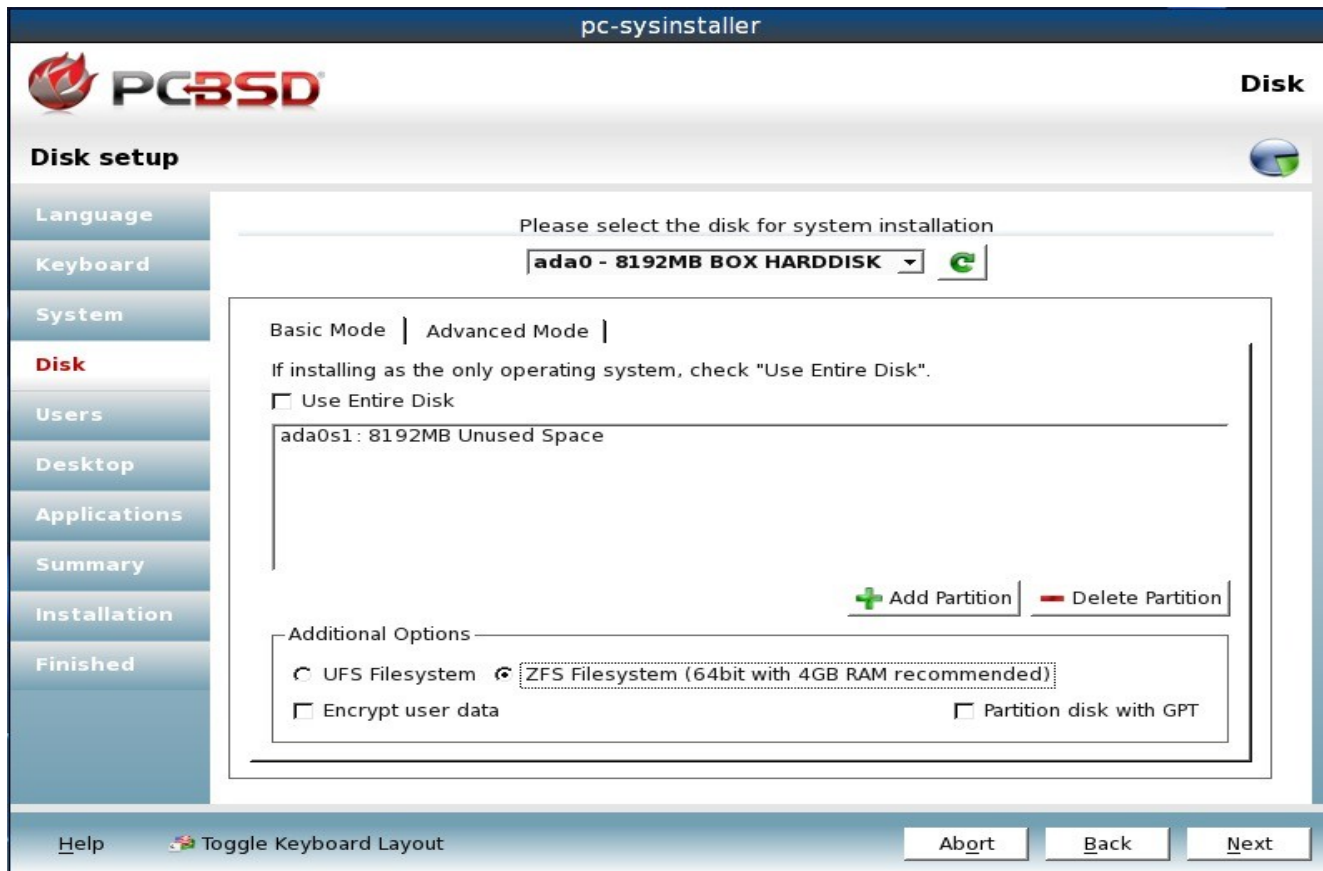 pc-sysinstaller
PCBSD
Disk
Disk setup
Language
Keyboard
System
Disk
Users
Desktop
Applications
Summary
Installation
Finished
Please select the disk for system installation
ada0 - 8192MB BOX HARDDISK
Basic Mode
Advanced Mode
If installing as the only operating system, check "Use Entire Disk".
Use Entire Disk
ada0s1: 8192MB Unused Space
Add Partition
Delete Partition
Additional Options
UFS Filesystem
ZFS Filesystem (64bit with 4GB RAM recommended)
Encrypt user data
Partition disk with GPT
Help
Toggle Keyboard Layout
Abort
Back
Next